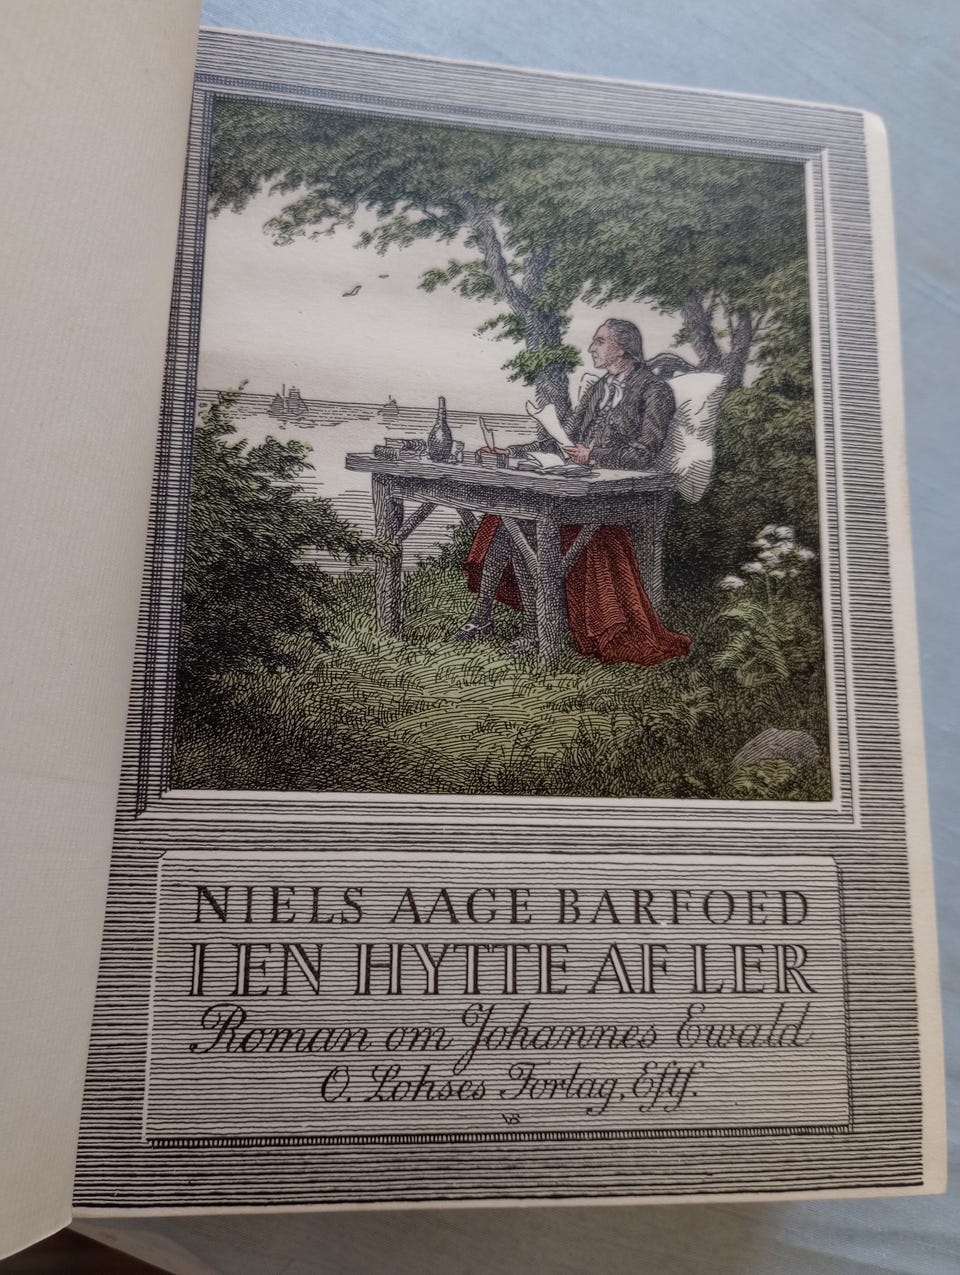 NIELS AAGE BARFOED
I EN HYTTE AF LER
Roman om Johannes Ewald
O. Lohses Forlag, Eftf.